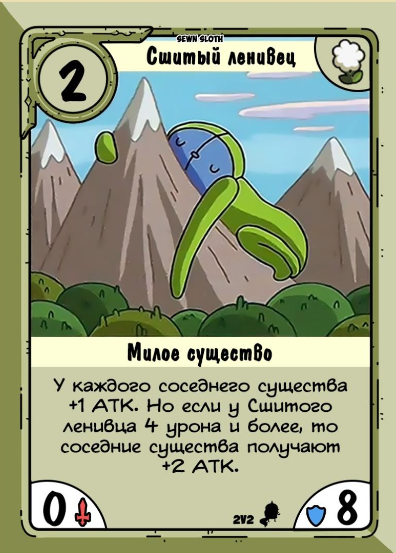 SEWN SLOTH
2
Сшитый ленивец
Милое существо
У каждого соседнего существа
+1 АТК. Но если у Сшитого
ленивца 4 урона и более, то
соседние существа получают
+2 АТК.
0
2V2
8